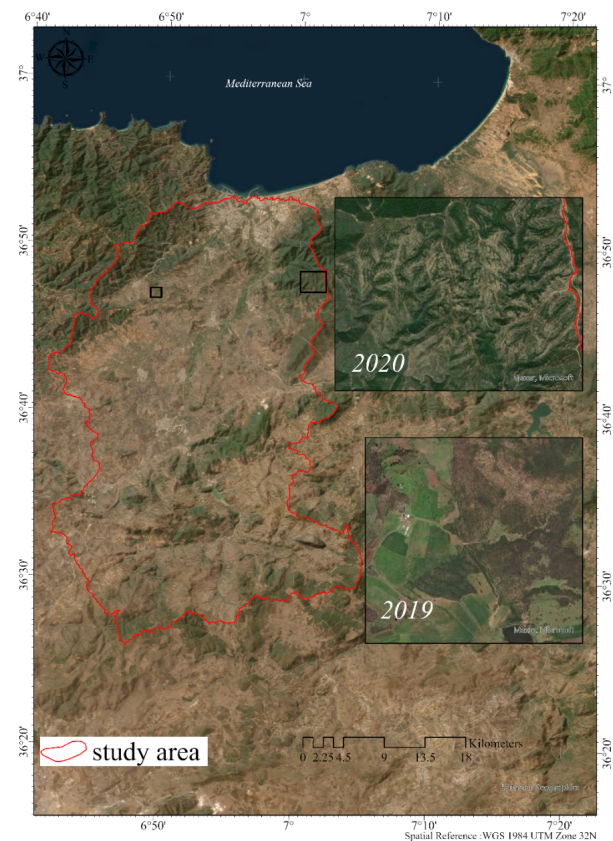 6°40' 6°50' 7° 7°10' 7°20'
N
W E
S
37° 37°
Mediterranean Sea
36°50' 36°50'
2020
Maxar, Microsoft
36°40' 36°40'
2019
Maxar, Microsoft
36°30' 36°30'
36°20' 36°20'
study area
Kilometers
0 2.25 4.5 9 13.5 18
Earthstar Geographics
6°50' 7° 7°10' 7°20'
Spatial Reference :WGS 1984 UTM Zone 32N